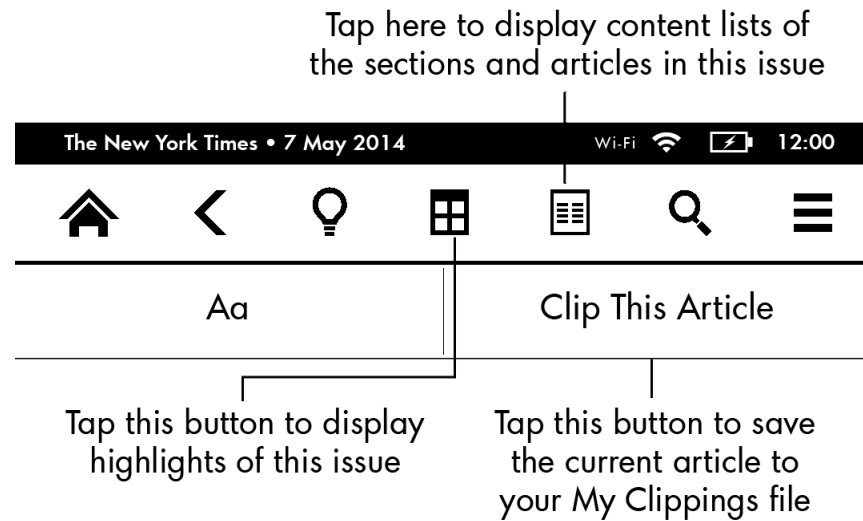 Tap here to display content lists of
the sections and articles in this issue
The New York Times • 7 May 2014 Wi-Fi 12:00
Aa Clip This Article
Tap this button to display
highlights of this issue
Tap this button to save
the current article to
your My Clippings file